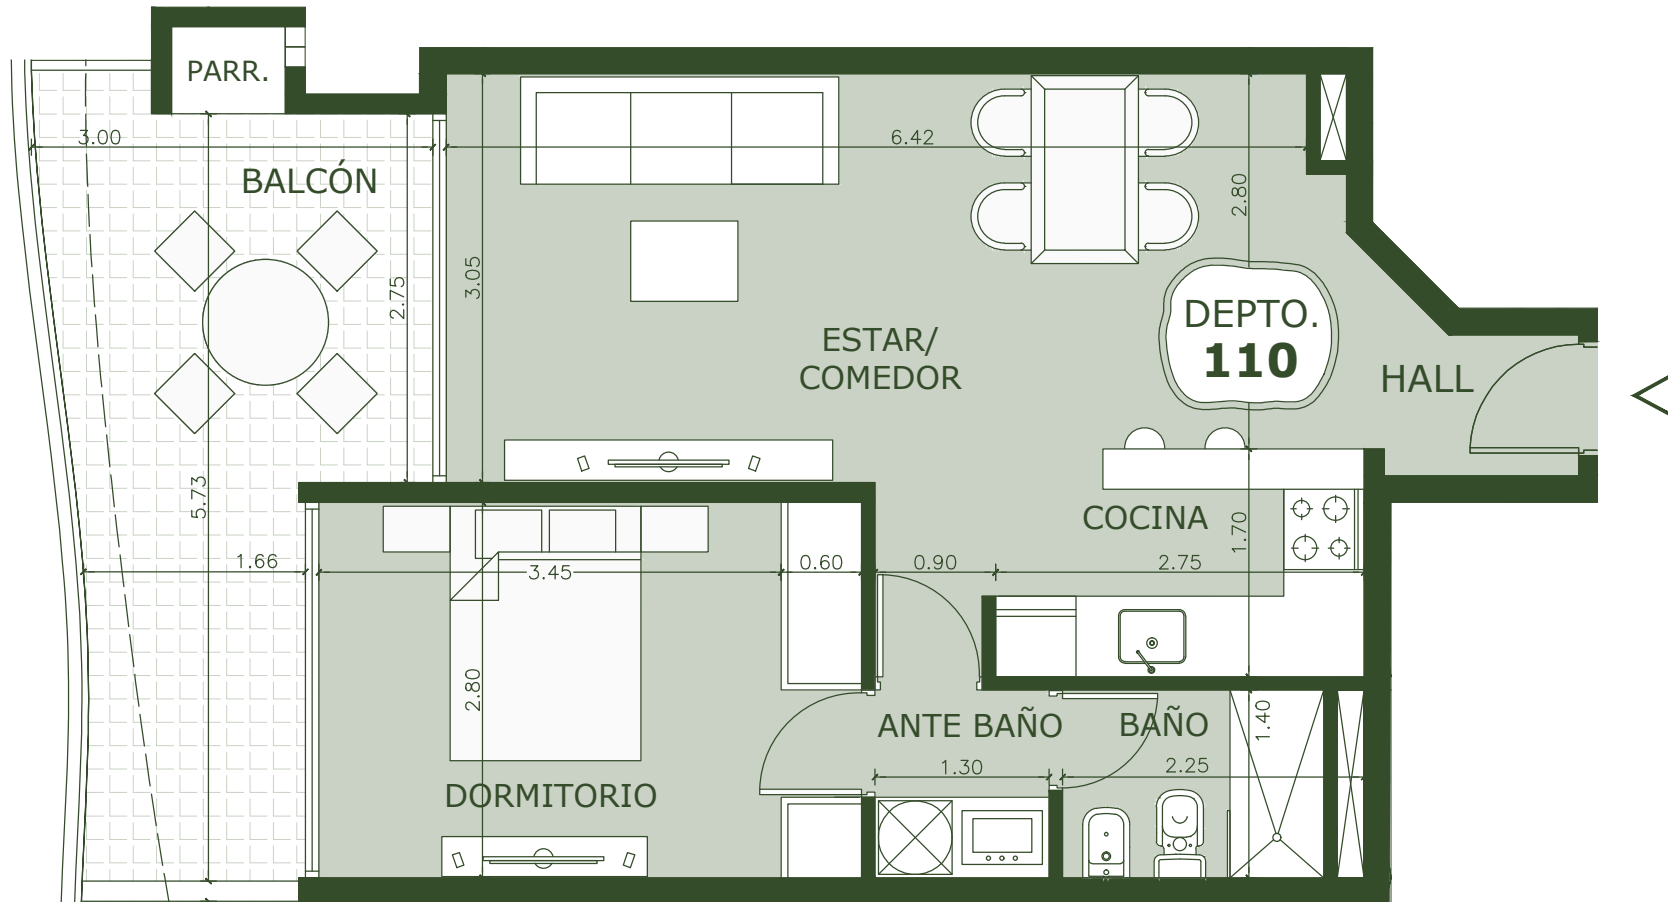 PARR.
3.00
BALCÓN
6.42
2.80
3.05
2.75
ESTAR/
COMEDOR
DEPTO.
110
HALL
5.73
COCINA
1.70
1.66
3.45
0.60
0.90
2.75
2.80
ANTE BAÑO
BAÑO
1.40
1.30
2.25
DORMITORIO